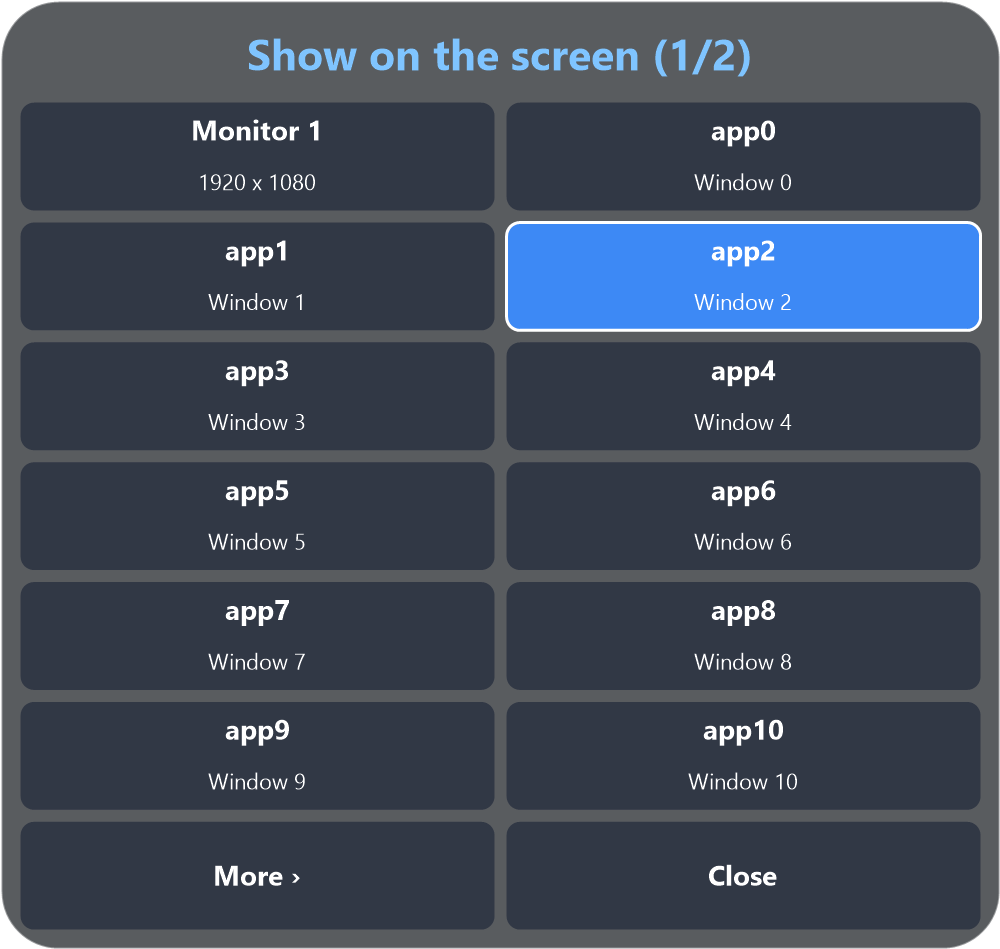 Show on the screen (1/2)
Monitor 1
1920 x 1080
app0
Window 0
app1
Window 1
app2
Window 2
app3
Window 3
app4
Window 4
app5
Window 5
app6
Window 6
app7
Window 7
app8
Window 8
app9
Window 9
app10
Window 10
More ›
Close